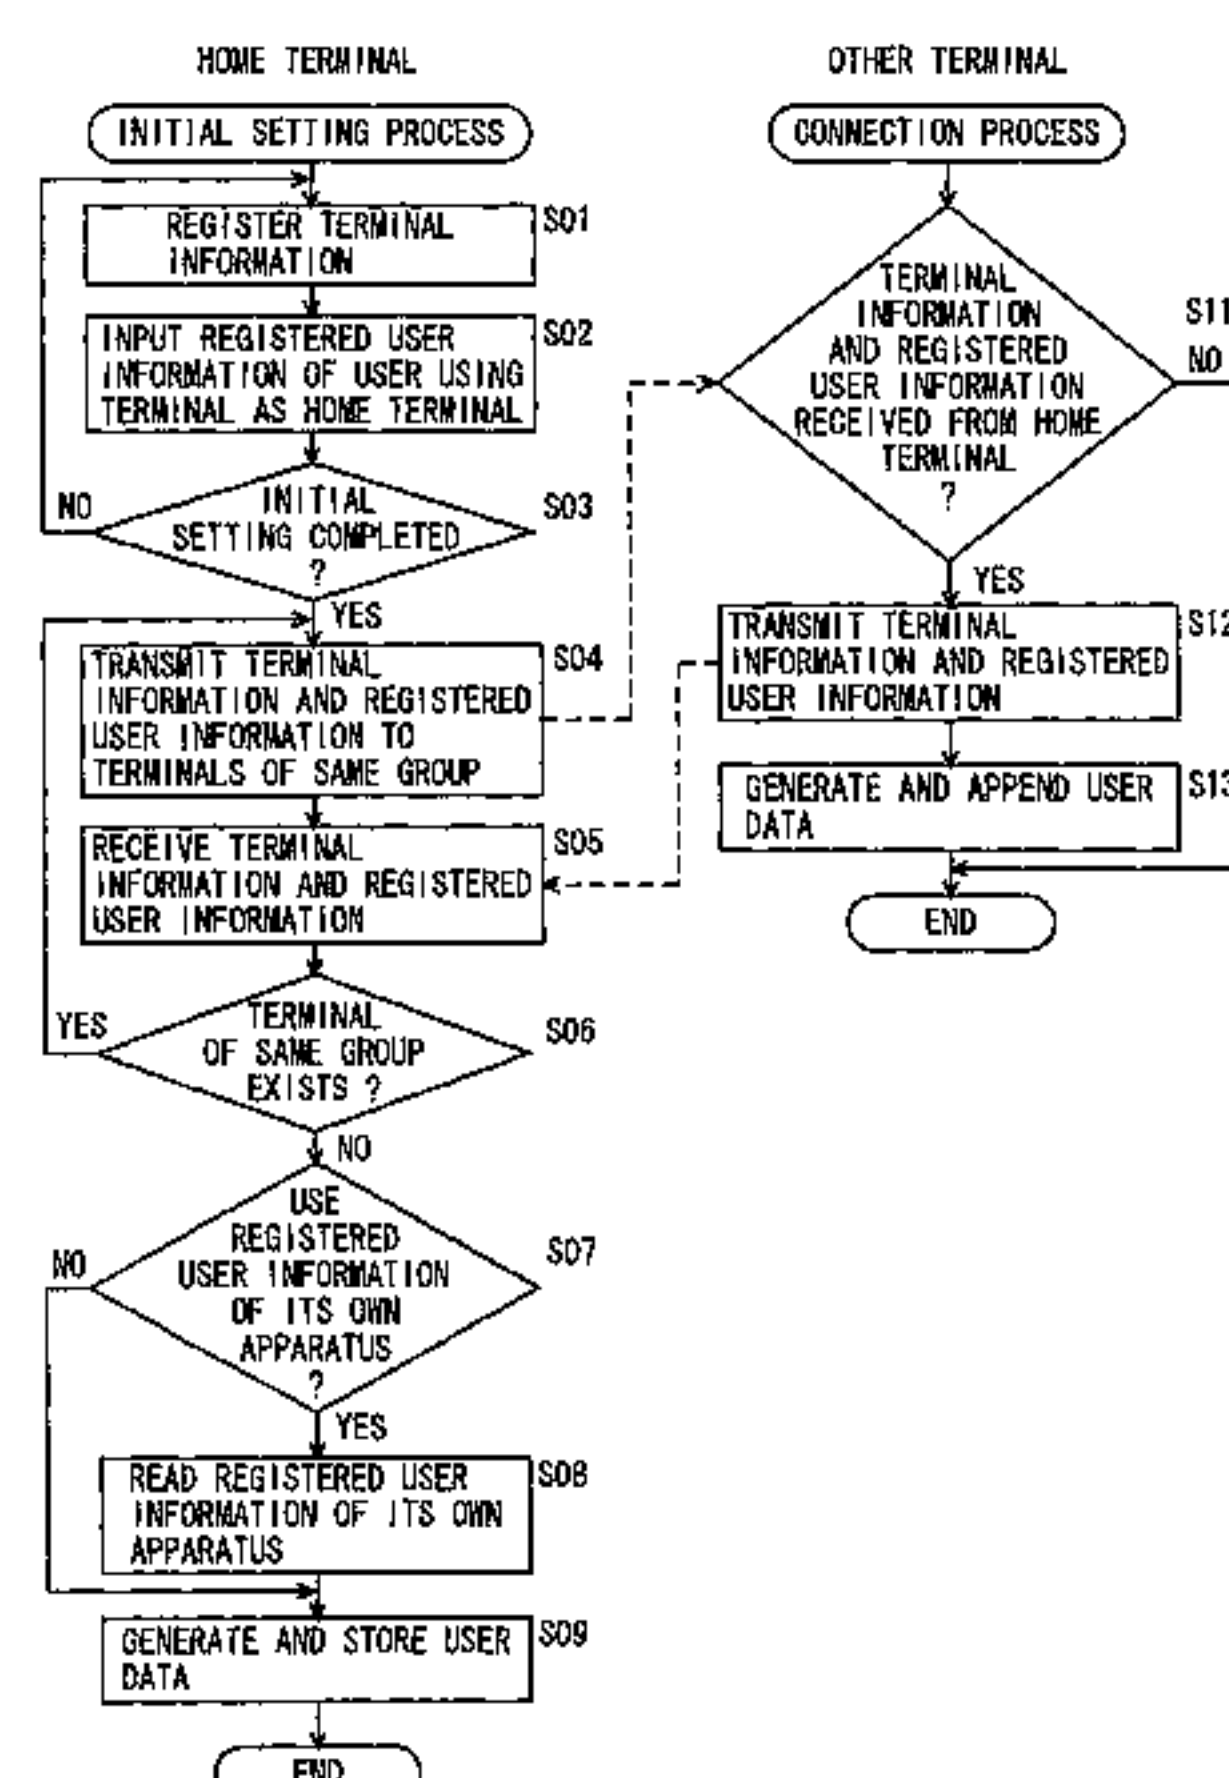 HOME TERMINAL
INITIAL SETTING PROCESS
REGISTER TERMINAL
INFORMATION
S01
INPUT REGISTERED USER
INFORMATION OF USER USING
TERMINAL AS HOME TERMINAL
S02
INITIAL
SETTING COMPLETED
?
S03
NO
YES
TRANSMIT TERMINAL
INFORMATION AND REGISTERED
USER INFORMATION TO
TERMINALS OF SAME GROUP
S04
RECEIVE TERMINAL
INFORMATION AND REGISTERED
USER INFORMATION
S05
TERMINAL
OF SAME GROUP
EXISTS ?
S06
YES
NO
USE
REGISTERED
USER INFORMATION
OF ITS OWN
APPARATUS
?
S07
NO
YES
READ REGISTERED USER
INFORMATION OF ITS OWN
APPARATUS
S08
GENERATE AND STORE USER
DATA
S09
END
OTHER TERMINAL
CONNECTION PROCESS
TERMINAL
INFORMATION
AND REGISTERED
USER INFORMATION
RECEIVED FROM HOME
TERMINAL
?
S11
NO
YES
TRANSMIT TERMINAL
INFORMATION AND REGISTERED
USER INFORMATION
S12
GENERATE AND APPEND USER
DATA
S13
END